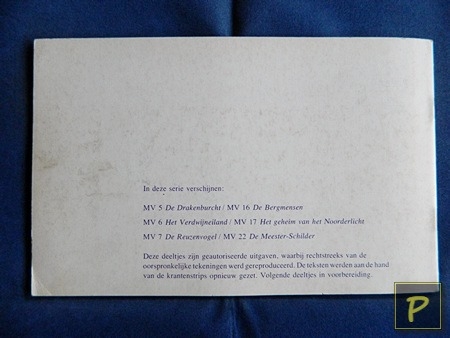 In deze serie verschijnen:
MV 5 De Drakenburcht / MV 16 De Bergmensen
MV 6 Het Verdwijneiland / MV 17 Het geheim van het Noorderlicht
MV 7 De Reuzenvogel / MV 22 De Meester-Schilder
Deze deeltjes zijn geautoriseerde uitgaven, waarbij rechtstreeks van de
oorspronkelijke tekeningen werd gereproduceerd. De teksten werden aan de hand
van de krantenstrips opnieuw gezet. Volgende deeltjes in voorbereiding.
P